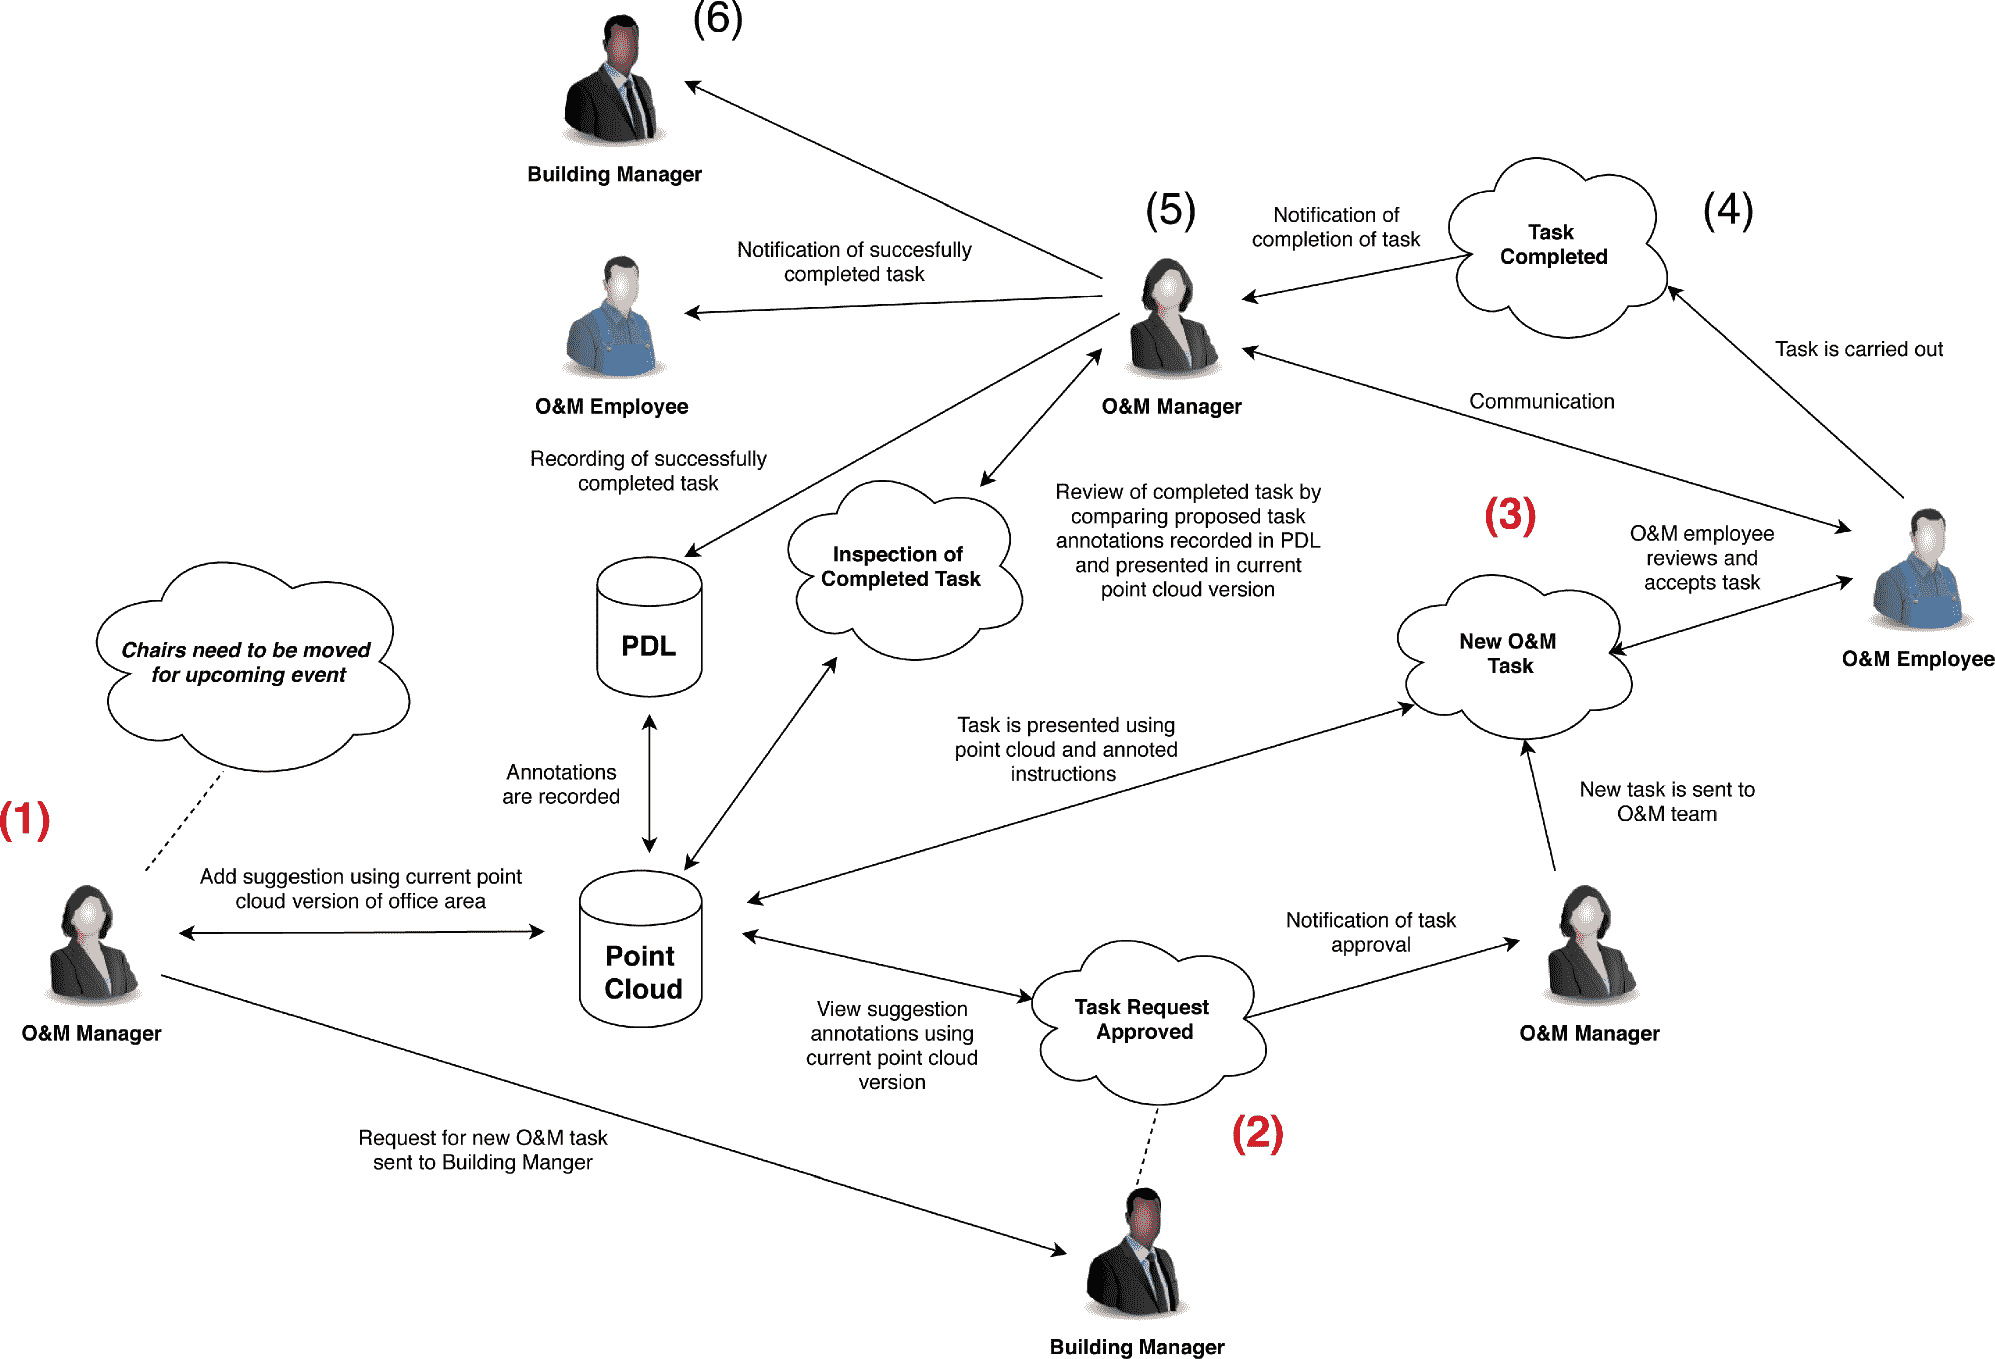 (6)
Building Manager
(5)
Notification of
completion of task
Task
Completed
(4)
Notification of succesfully
completed task
O&M Employee
O&M Manager
Task is carried out
Communication
Recording of successfully
completed task
Inspection of
Completed Task
Review of completed task by
comparing proposed task
annotations recorded in PDL
and presented in current
point cloud version
(3)
O&M employee
reviews and
accepts task
New O&M
Task
O&M Employee
PDL
Chairs need to be moved
for upcoming event
Annotations
are recorded
Task is presented using
point cloud and annoted
instructions
New task is sent to
O&M team
(1)
Add suggestion using current point
cloud version of office area
O&M Manager
Point
Cloud
View suggestion
annotations using
current point cloud
version
Task Request
Approved
Notification of task
approval
O&M Manager
(2)
Request for new O&M task
sent to Building Manger
Building Manager